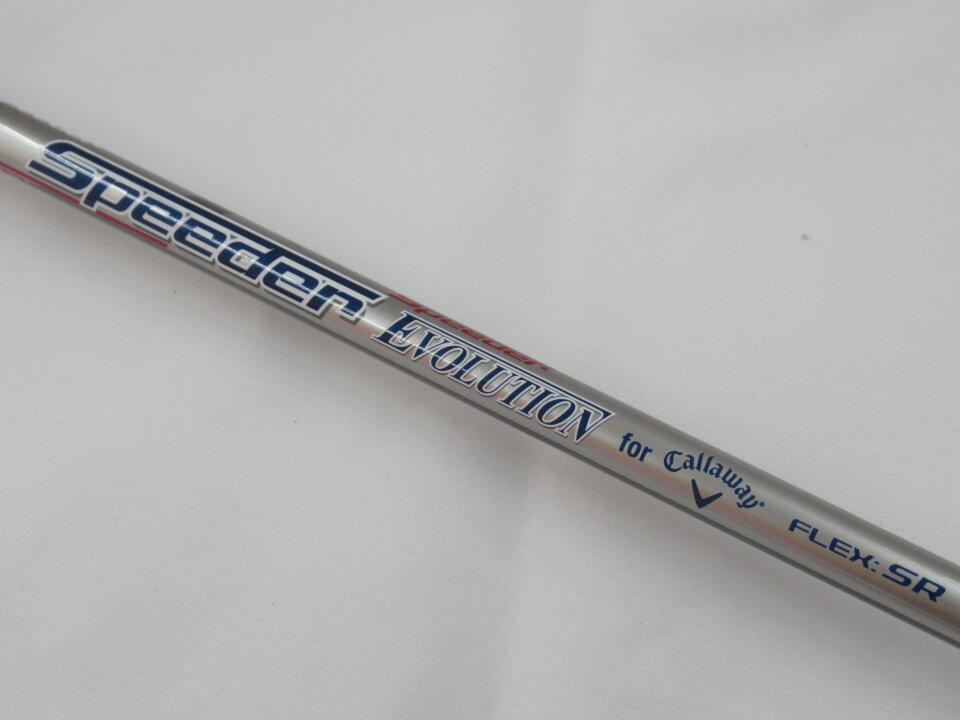 Speeder
Speeder
EVOLUTION
for Callaway
FLEX: SR